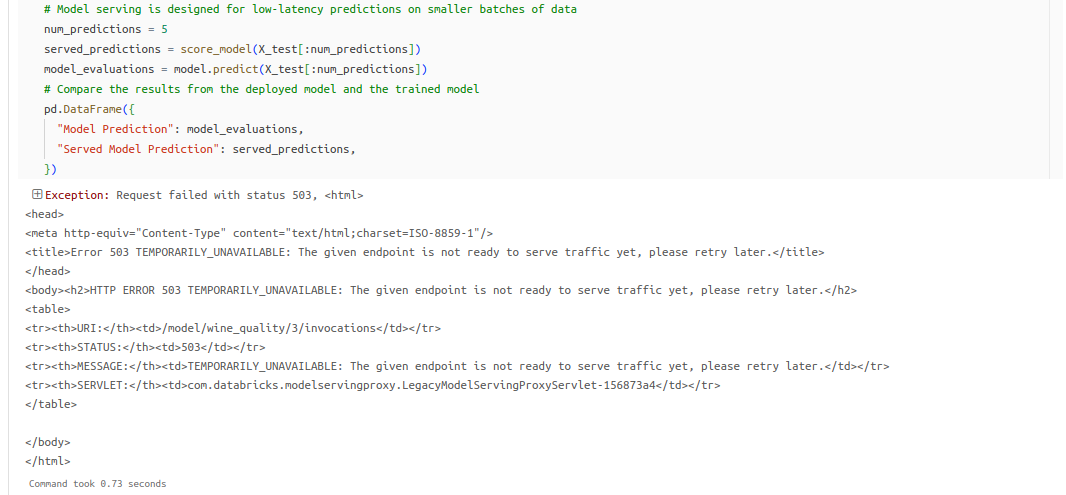 # Model serving is designed for low-latency predictions on smaller batches of data
num_predictions = 5
served_predictions = score_model(X_test[:num_predictions])
model_evaluations = model.predict(X_test[:num_predictions])
# Compare the results from the deployed model and the trained model
pd.DataFrame({
  "Model Prediction": model_evaluations,
  "Served Model Prediction": served_predictions,
})
Exception: Request failed with status 503, <html>
<head>
<meta http-equiv="Content-Type" content="text/html;charset=ISO-8859-1"/>
<title>Error 503 TEMPORARILY_UNAVAILABLE: The given endpoint is not ready to serve traffic yet, please retry later.</title>
</head>
<body><h2>HTTP ERROR 503 TEMPORARILY_UNAVAILABLE: The given endpoint is not ready to serve traffic yet, please retry later.</h2>
<table>
<tr><th>URI:</th><td>/model/wine_quality/3/invocations</td></tr>
<tr><th>STATUS:</th><td>503</td></tr>
<tr><th>MESSAGE:</th><td>TEMPORARILY_UNAVAILABLE: The given endpoint is not ready to serve traffic yet, please retry later.</td></tr>
<tr><th>SERVLET:</th><td>com.databricks.modelservingproxy.LegacyModelServingProxyServlet-156873a4</td></tr>
</table>
</body>
</html>
Command took 0.73 seconds